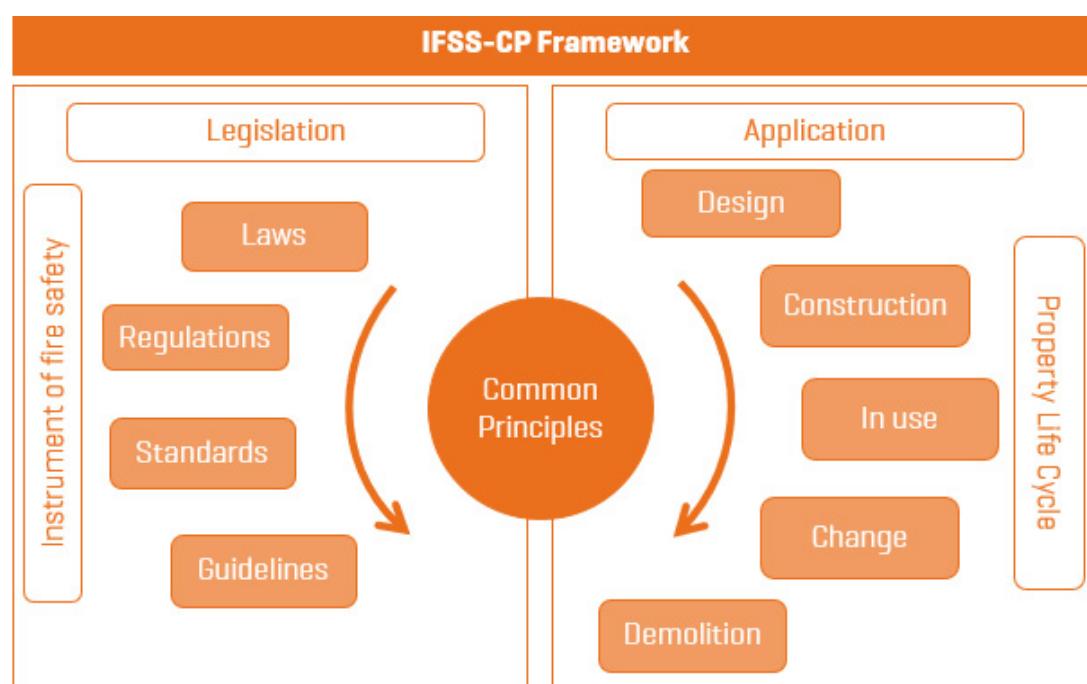 IFSS-CP Framework
Legislation
Instrument of fire safety
Laws
Regulations
Standards
Guidelines
Common
Principles
Application
Design
Construction
In use
Change
Demolition
Property Life Cycle